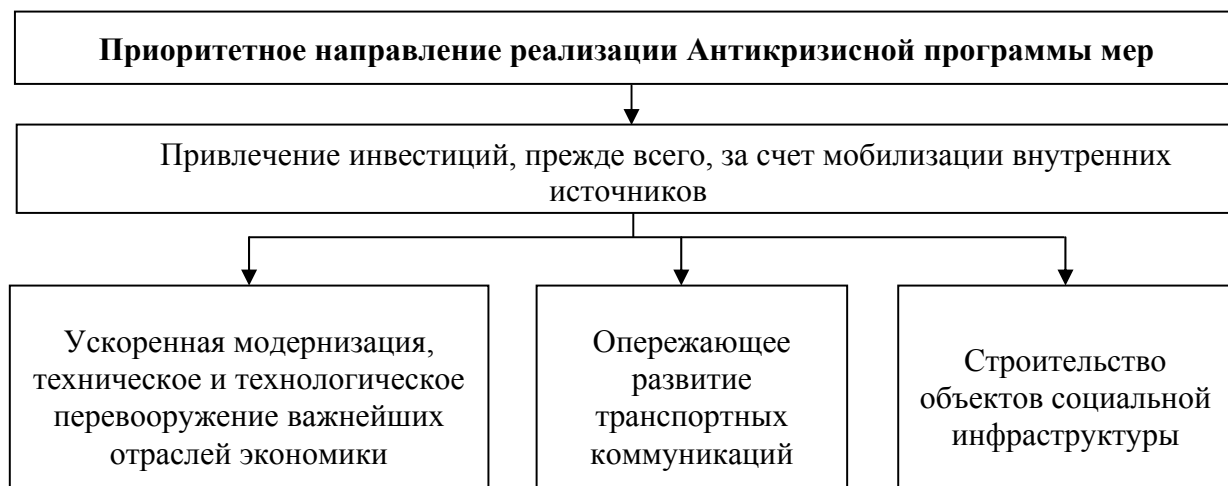 Приоритетное направление реализации Антикризисной программы мер
Привлечение инвестиций, прежде всего, за счет мобилизации внутренних
источников
Ускоренная модернизация,
техническое и технологическое
перевооружение важнейших
отраслей экономики
Опережающее
развитие
транспортных
коммуникаций
Строительство
объектов социальной
инфраструктуры